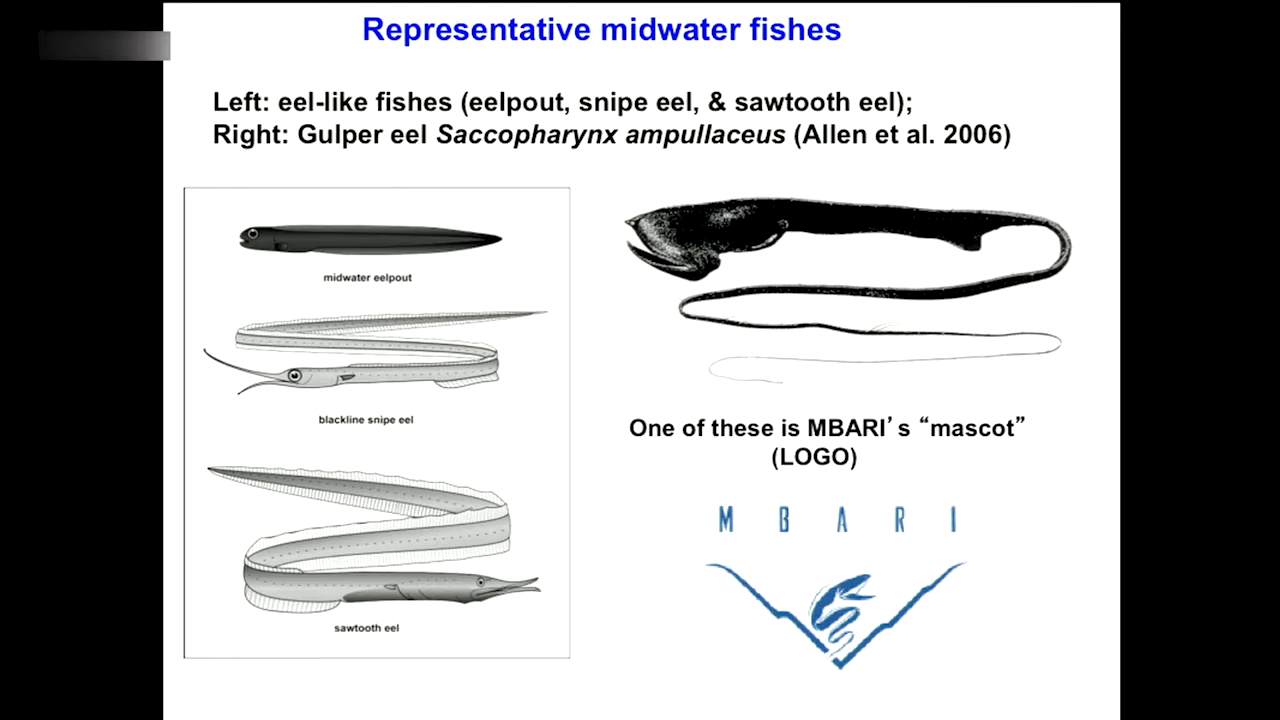 Representative midwater fishes
Left: eel-like fishes (eelpout, snipe eel, & sawtooth eel);
Right: Gulper eel Saccopharynx ampullaceus (Allen et al. 2006)
midwater eelpout
blackline snipe eel
sawtooth eel
One of these is MBARI’s “mascot”
(LOGO)
MBARI